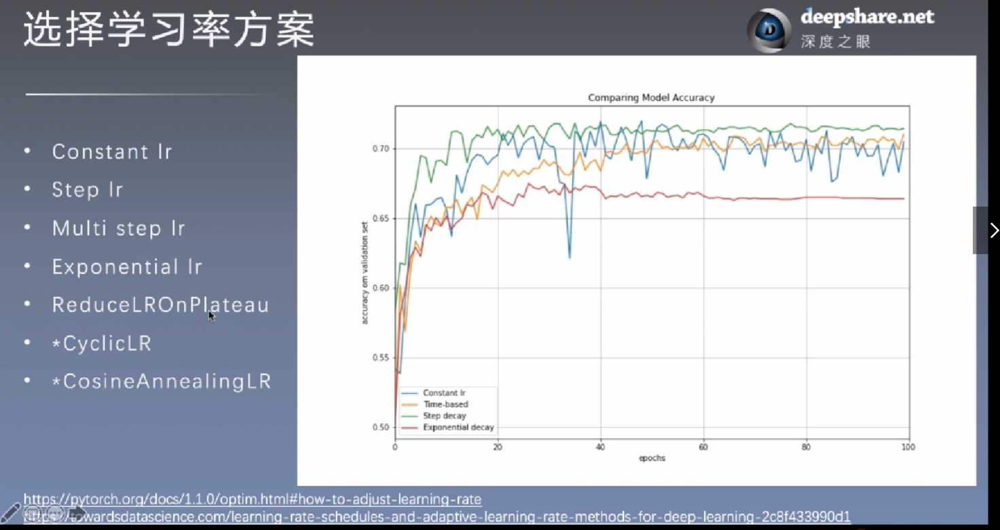 选择学习率方案
deepshare.net
深度之眼
• Constant lr
• Step lr
• Multi step lr
• Exponential lr
• ReduceLROnPlateau
• *CyclicLR
• *CosineAnnealingLR
Comparing Model Accuracy
accuracy om validation set
0.70
0.65
0.60
0.55
0.50
Constant lr
Time-based
Step decay
Exponential decay
0 20 40 60 80 100
epochs
https://pytorch.org/docs/1.1.0/optim.html#how-to-adjust-learning-rate
https://towardsdatascience.com/learning-rate-schedules-and-adaptive-learning-rate-methods-for-deep-learning-2c8f433990d1